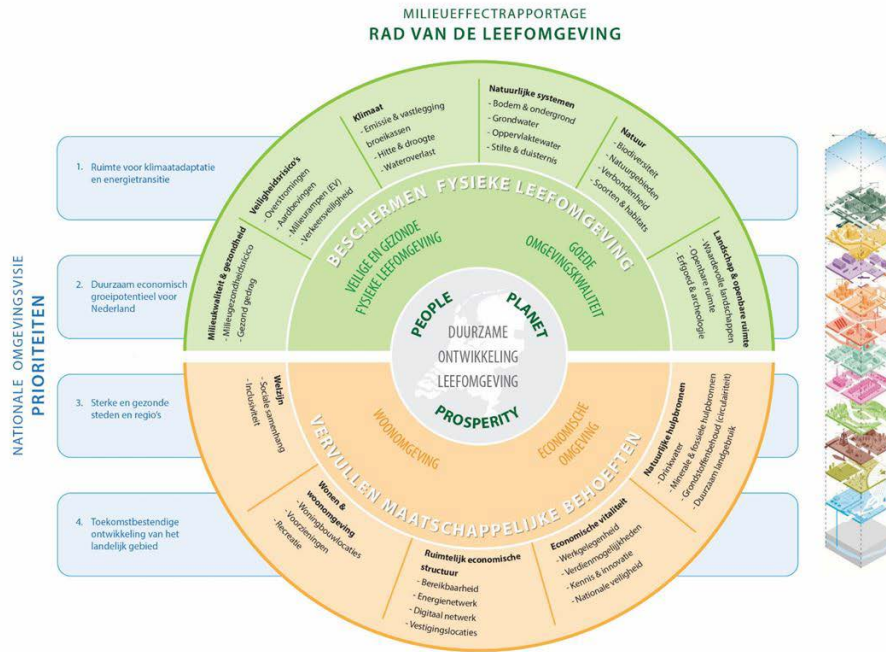 MILIEUEFFECTRAPPORTAGE
RAD VAN DE LEEFOMGEVING
NATIONALE OMGEVINGSVISIE
PRIORITEITEN
1. Ruimte voor klimaatadaptatie
en energietransitie
2. Duurzaam economisch
groeipotentieel voor
Nederland
3. Sterke en gezonde
steden en regio's
4. Toekomstbestendige
ontwikkeling van het
landelijk gebied
BESCHERMEN FYSIEKE LEEFOMGEVING
Milieukwaliteit & gezondheid
- Milieugezondheidsricico
- Gezond gedrag
Veiligheidsrisico's
- Overstromingen
- Aardbevingen
- Milieurampen (EV)
- Verkeersveiligheid
Klimaat
- Emissie & vastlegging
broeikassen
- Hitte & droogte
- Wateroverlast
Natuurlijke systemen
- Bodem & ondergrond
- Grondwater
- Oppervlaktewater
- Stilte & duisternis
Natuur
- Biodiversiteit
- Natuurgebieden
- Verbondenheid
- Soorten & habitats
Landschap & openbare ruimte
- Waardevolle landschappen
- Openbare ruimte
- Erfgoed & archeologie
VEILIGE EN GEZONDE
FYSIEKE LEEFOMGEVING
GOEDE
OMGEVINGSKWALITEIT
PEOPLE
PLANET
DUURZAME
ONTWIKKELING
LEEFOMGEVING
PROSPERITY
WOONOMGEVING
ECONOMISCHE
OMGEVING
VERVULLEN MAATSCHAPPELIJKE BEHOEFTEN
Welzijn
- Sociale samenhang
- Inclusiviteit
Wonen &
woonomgeving
- Woningbouwlocaties
- Voorzieningen
- Recreatie
Ruimtelijk economische
structuur
- Bereikbaarheid
- Energienetwerk
- Digitaal netwerk
- Vestigingslocaties
Economische vitaliteit
- Werkgelegenheid
- Verdienmogelijkheden
- Kennis & innovatie
- Nationale veiligheid
Natuurlijke hulpbronnen
- Drinkwater
- Minerale & fossiele hulpbronnen
- Grondstoffenbehoud (circulairiteit)
- Duurzaam landgebruik